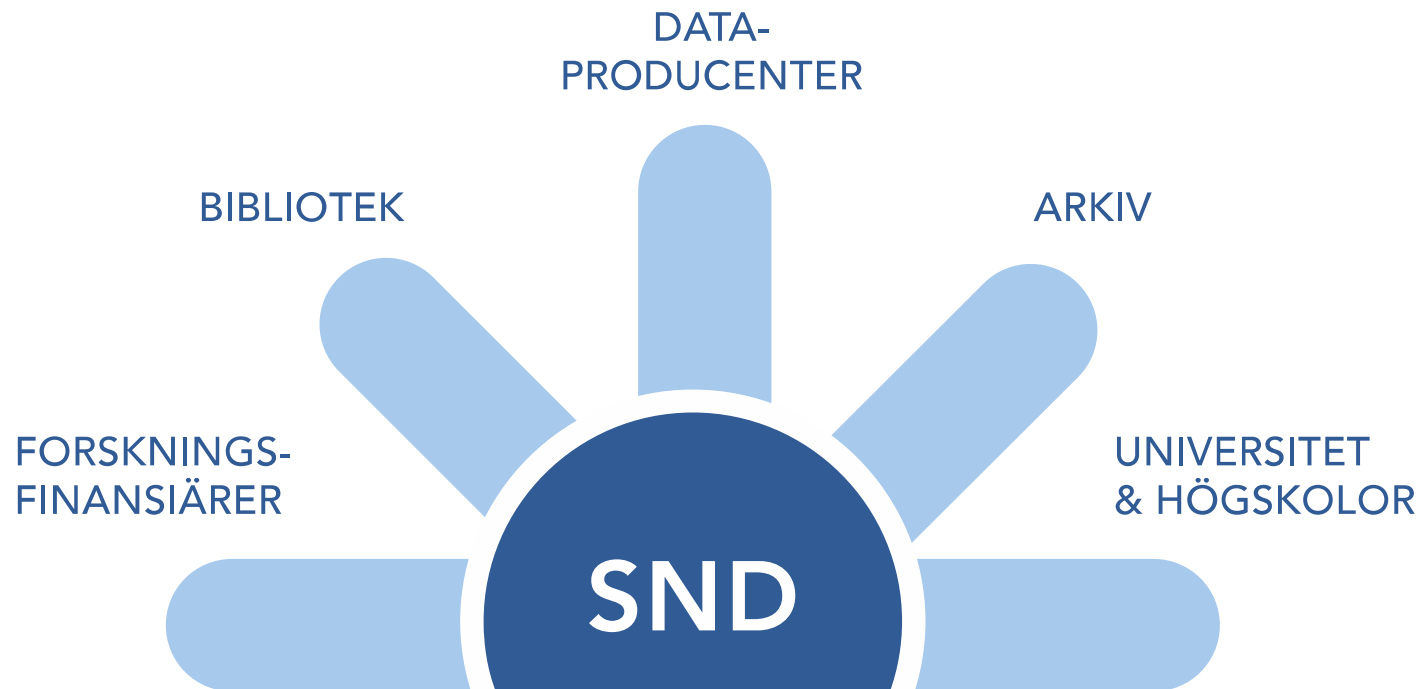 DATA-
PRODUCENTER
BIBLIOTEK
ARKIV
FORSKNINGS-
FINANSIÄRER
UNIVERSITET
& HÖGSKOLOR
SND